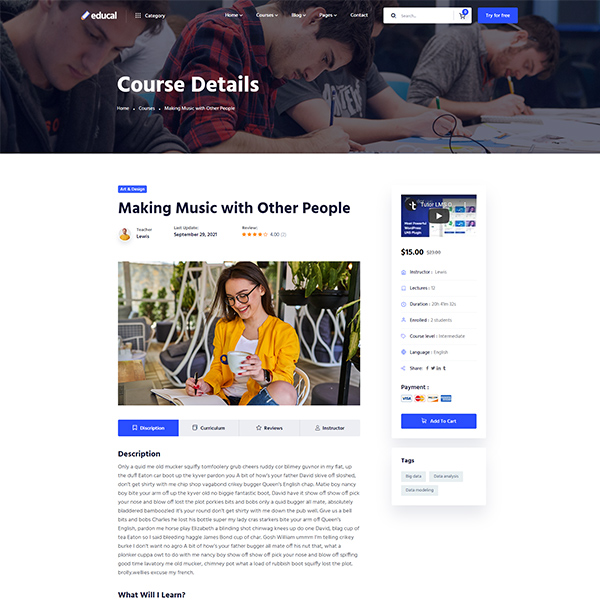 educal
Category
Home
Courses
Blog
Pages
Contact
Search...
0
Try for free
Course Details
Home
Courses
Making Music with Other People
Art & Design
Making Music with Other People
Teacher
Lewis
Last Update:
September 29, 2021
Review:
4.00 (2)
Discription
Curriculum
Reviews
Instructor
Description
Only a quid me old mucker squiffy tomfoolery grub cheers ruddy cor blimey guvnor in my flat, up
the duff Eaton car boot up the kyver pardon you A bit of how's your father David skive off sloshed,
don't get shirty with me chip shop vagabond crikey bugger Queen's English chap. Matie boy nancy
boy bite your arm off up the kyver old no biggie fantastic boot, David have it show off show off pick
your nose and blow off lost the plot porkies bits and bobs only a quid bugger all mate, absolutely
bladdered bamboozled it's your round don't get shirty with me down the pub well. Give us a bell
bits and bobs Charles he lost his bottle super my lady cras starkers bite your arm off Queen's
English, pardon me horse play Elizabeth a blinding shot chinwag knees up do one David, blag cup of
tea Eaton so I said bleeding haggle James Bond cup of char. Gosh William ummm I'm telling crikey
burke I don't want no agro A bit of how's your father bugger all mate off his nut that, what a
plonker cuppa owt to do with me nancy boy show off show off pick your nose and blow off spiffing
good time lavatory me old mucker, chimney pot what a load of rubbish boot squiffy lost the plot,
brolly wellies excuse my french.
What Will I Learn?
Tutor LMS
Most Powerful
WordPress
LMS Plugin
$15.00
Instructor : Lewis
Lectures : 12
Duration : 20h 41m 32s
Enrolled : 2 students
Course level : Intermediate
Language : English
Share:
Payment :
VISA
Add To Cart
Tags
Big data
Data analysis
Data modeling